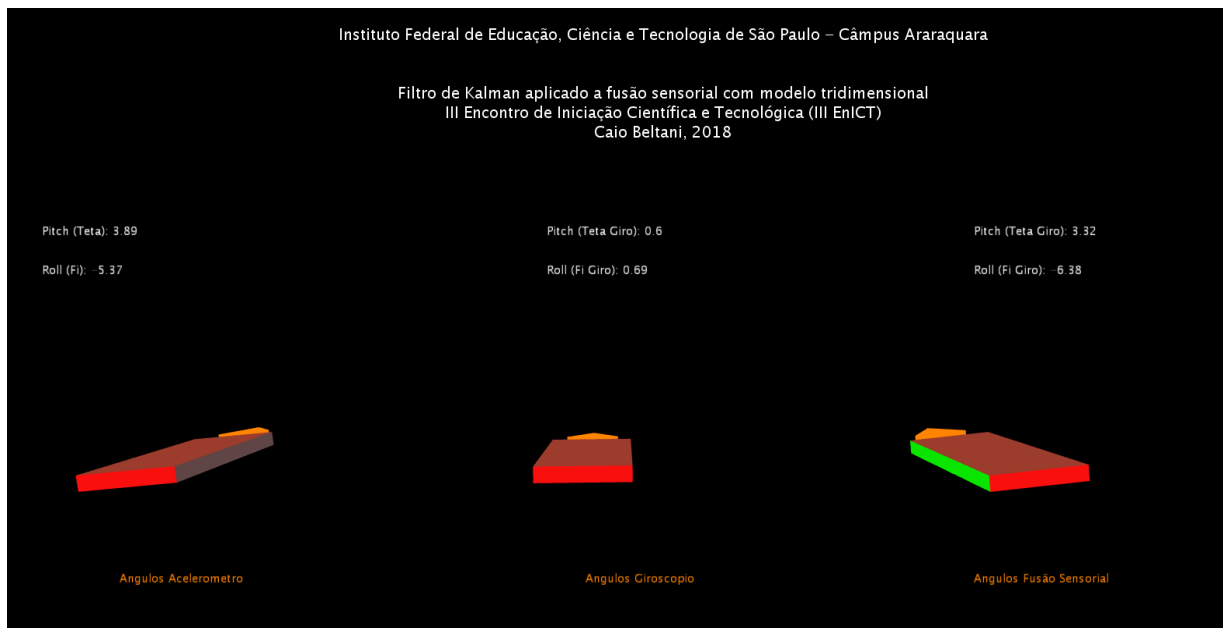 Instituto Federal de Educação, Ciência e Tecnologia de São Paulo – Câmpus Araraquara
Filtro de Kalman aplicado a fusão sensorial com modelo tridimensional
III Encontro de Iniciação Científica e Tecnológica (III EnICT)
Caio Beltani, 2018
Pitch (Teta): 3.89
Roll (Fi): −5.37
Pitch (Teta Giro): 0.6
Roll (Fi Giro): 0.69
Pitch (Teta Giro): 3.32
Roll (Fi Giro): −6.38
Angulos Acelerometro
Angulos Giroscopio
Angulos Fusão Sensorial